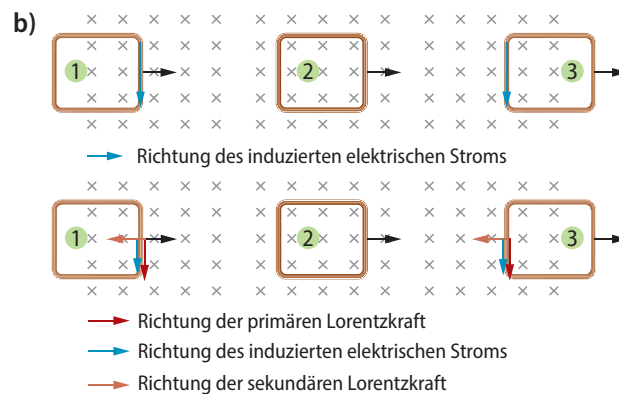 b)
1 2 3
Richtung des induzierten elektrischen Stroms
1 2 3
Richtung der primären Lorentzkraft
Richtung des induzierten elektrischen Stroms
Richtung der sekundären Lorentzkraft